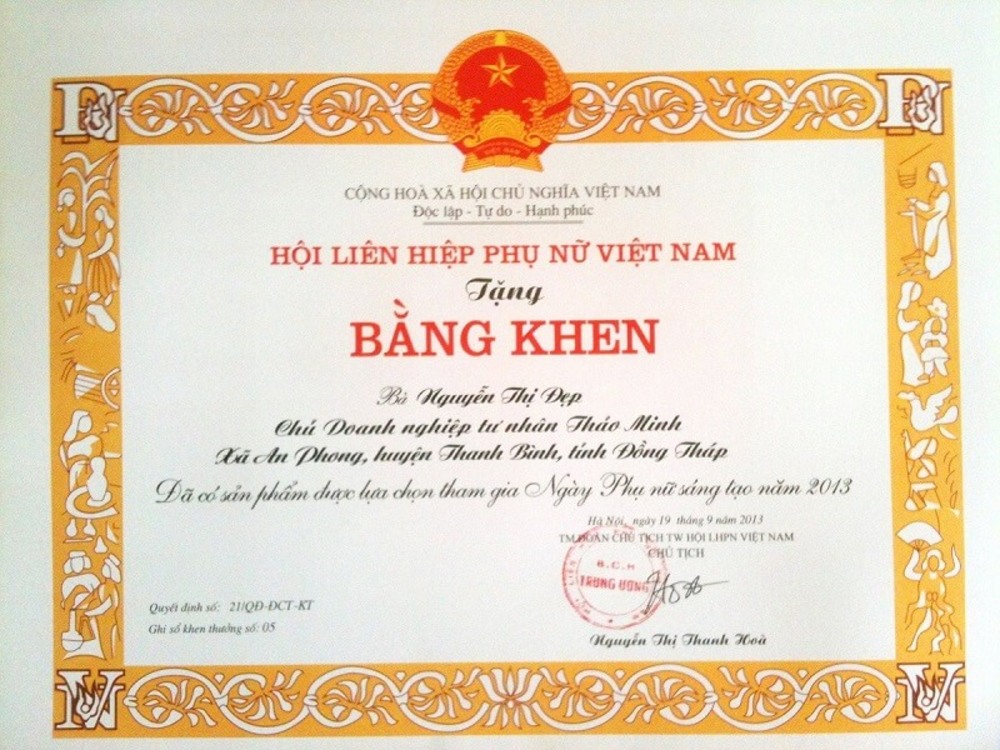 VIỆT NAM
CỘNG HOÀ XÃ HỘI CHỦ NGHĨA VIỆT NAM
Độc lập - Tự do - Hạnh phúc
HỘI LIÊN HIỆP PHỤ NỮ VIỆT NAM
Tặng
BẰNG KHEN
Bà Nguyễn Thị Đẹp
Chủ Doanh nghiệp tư nhân Thảo Minh
Xã An Phong, huyện Thanh Bình, tỉnh Đồng Tháp
Đã có sản phẩm được lựa chọn tham gia Ngày Phụ nữ sáng tạo năm 2013
Hà Nội, ngày 19 tháng 9 năm 2013
TM.ĐOÀN CHỦ TỊCH TW HỘI LHPN VIỆT NAM
CHỦ TỊCH
B.C.H
TRUNG ƯƠNG
Quyết định số: 21/QĐ-ĐCT-KT
Ghi sổ khen thưởng số: 05
Nguyễn Thị Thanh Hoà